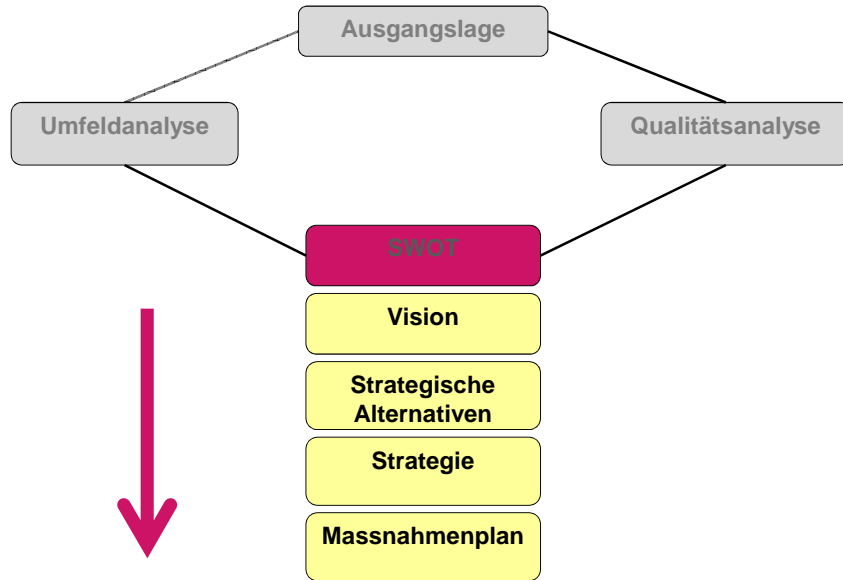 Ausgangslage
Umfeldanalyse
Qualitätsanalyse
SWOT
Vision
Strategische
Alternativen
Strategie
Massnahmenplan